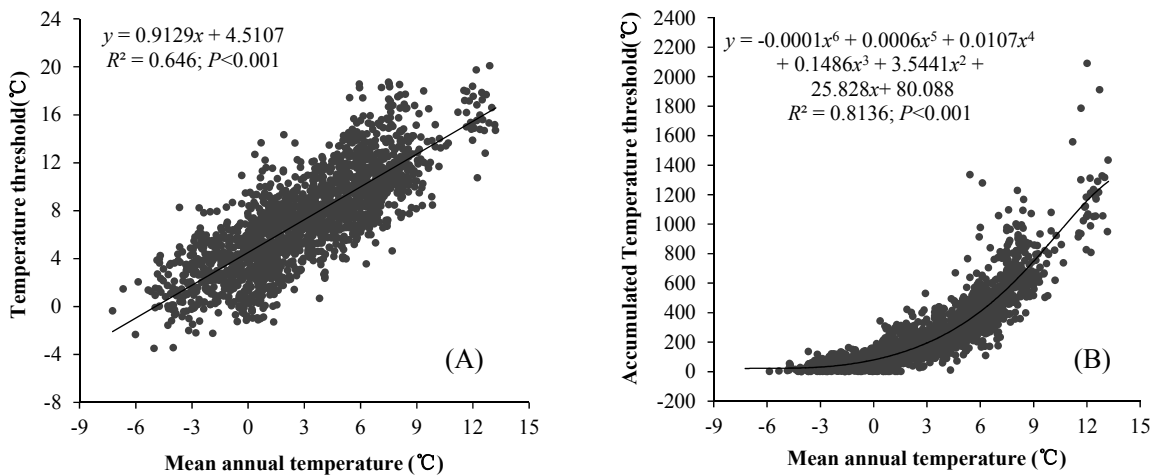 y = 0.9129x + 4.5107
R² = 0.646; P<0.001
Temperature threshold(℃)
20
16
12
8
4
0
-4
-8
-9 -6 -3 0 3 6 9 12 15
Mean annual temperature (℃)
(A)
y = -0.0001x⁶ + 0.0006x⁵ + 0.0107x⁴
+ 0.1486x³ + 3.5441x² +
25.828x+ 80.088
R² = 0.8136; P<0.001
Accumulated Temperature threshold(℃)
2400
2200
2000
1800
1600
1400
1200
1000
800
600
400
200
0
-200
-9 -6 -3 0 3 6 9 12 15
Mean annual temperature (℃)
(B)